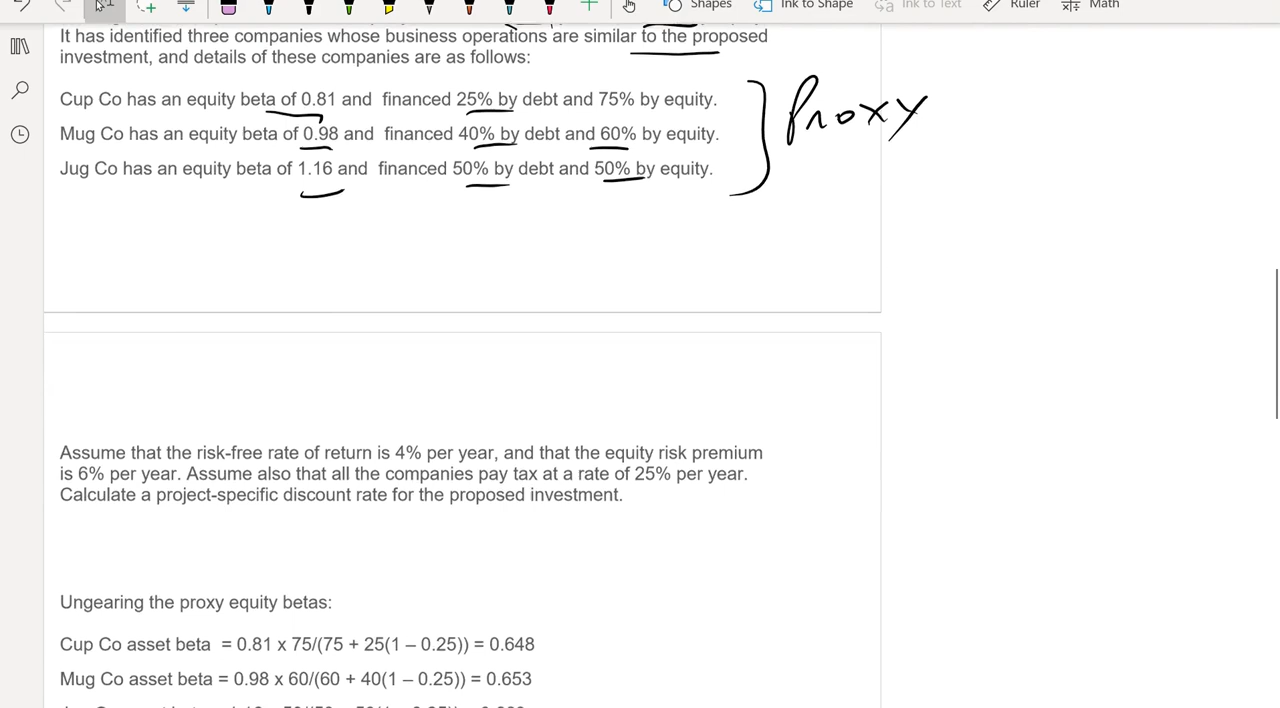 Shapes
Ink to Shape
Ink to Text
Ruler
Math
It has identified three companies whose business operations are similar to the proposed
investment, and details of these companies are as follows:
Cup Co has an equity beta of 0.81 and financed 25% by debt and 75% by equity.
Mug Co has an equity beta of 0.98 and financed 40% by debt and 60% by equity.
Jug Co has an equity beta of 1.16 and financed 50% by debt and 50% by equity.
Proxy
Assume that the risk-free rate of return is 4% per year, and that the equity risk premium
is 6% per year. Assume also that all the companies pay tax at a rate of 25% per year.
Calculate a project-specific discount rate for the proposed investment.
Ungearing the proxy equity betas:
Cup Co asset beta = 0.81 x 75/(75 + 25(1 – 0.25)) = 0.648
Mug Co asset beta = 0.98 x 60/(60 + 40(1 – 0.25)) = 0.653